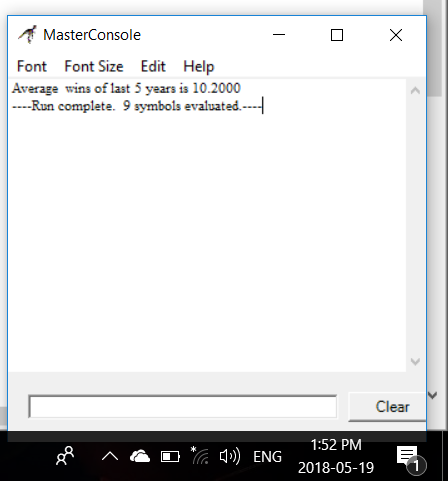 MasterConsole
Font Font Size Edit Help
Average wins of last 5 years is 10.2000
----Run complete. 9 symbols evaluated.----
Clear
ENG
1:52 PM
2018-05-19
1